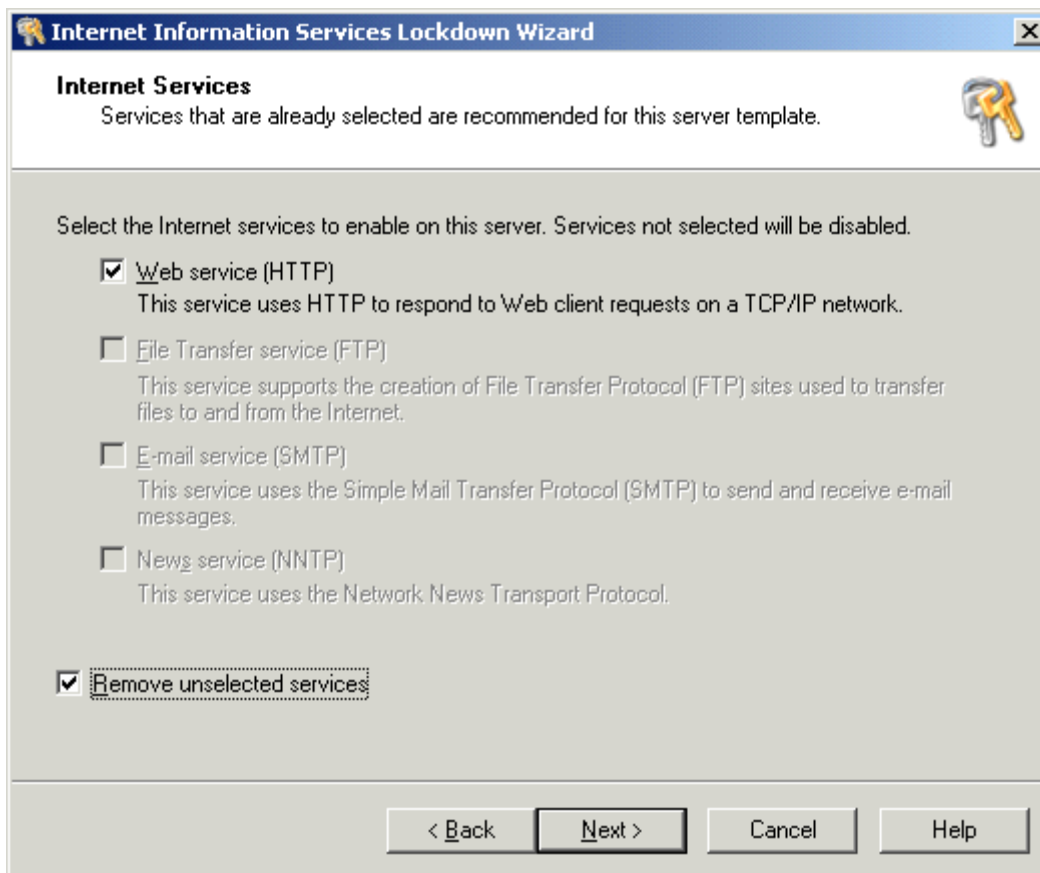 Internet Information Services Lockdown Wizard
Internet Services
Services that are already selected are recommended for this server template.
Select the Internet services to enable on this server. Services not selected will be disabled.
Web service (HTTP)
This service uses HTTP to respond to Web client requests on a TCP/IP network.
File Transfer service (FTP)
This service supports the creation of File Transfer Protocol (FTP) sites used to transfer
files to and from the Internet.
E-mail service (SMTP)
This service uses the Simple Mail Transfer Protocol (SMTP) to send and receive e-mail
messages.
News service (NNTP)
This service uses the Network News Transport Protocol.
Remove unselected services
< Back Next > Cancel Help